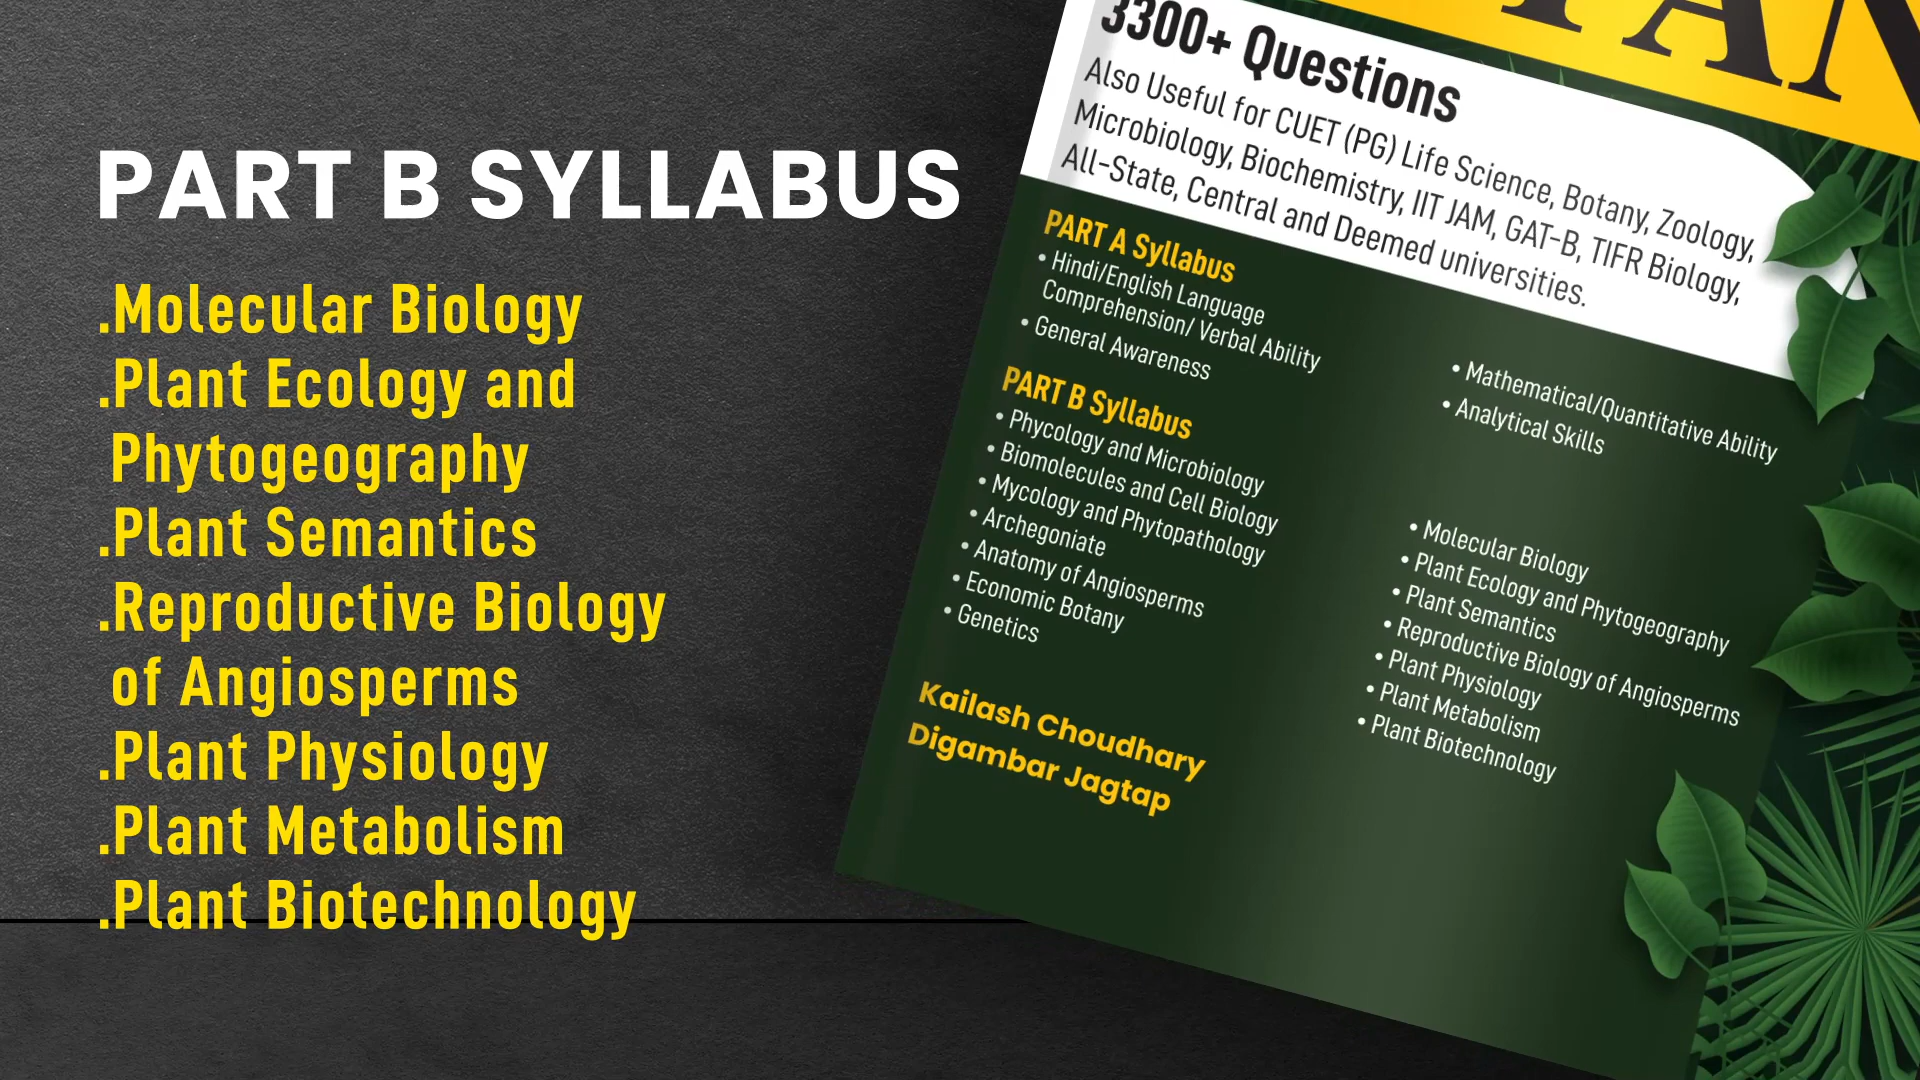 PART B SYLLABUS
.Molecular Biology
.Plant Ecology and
Phytogeography
.Plant Semantics
.Reproductive Biology
of Angiosperms
.Plant Physiology
.Plant Metabolism
.Plant Biotechnology
3300+ Questions
Also Useful for CUET (PG) Life Science, Botany, Zoology,
Microbiology, Biochemistry, IIT JAM, GAT-B, TIFR Biology,
All-State, Central and Deemed universities.
PART A Syllabus
• Hindi/English Language
Comprehension/ Verbal Ability
• General Awareness
• Mathematical/Quantitative Ability
• Analytical Skills
PART B Syllabus
• Phycology and Microbiology
• Biomolecules and Cell Biology
• Mycology and Phytopathology
• Archegoniate
• Anatomy of Angiosperms
• Economic Botany
• Genetics
• Molecular Biology
• Plant Ecology and Phytogeography
• Plant Semantics
• Reproductive Biology of Angiosperms
• Plant Physiology
• Plant Metabolism
• Plant Biotechnology
Kailash Choudhary
Digambar Jagtap